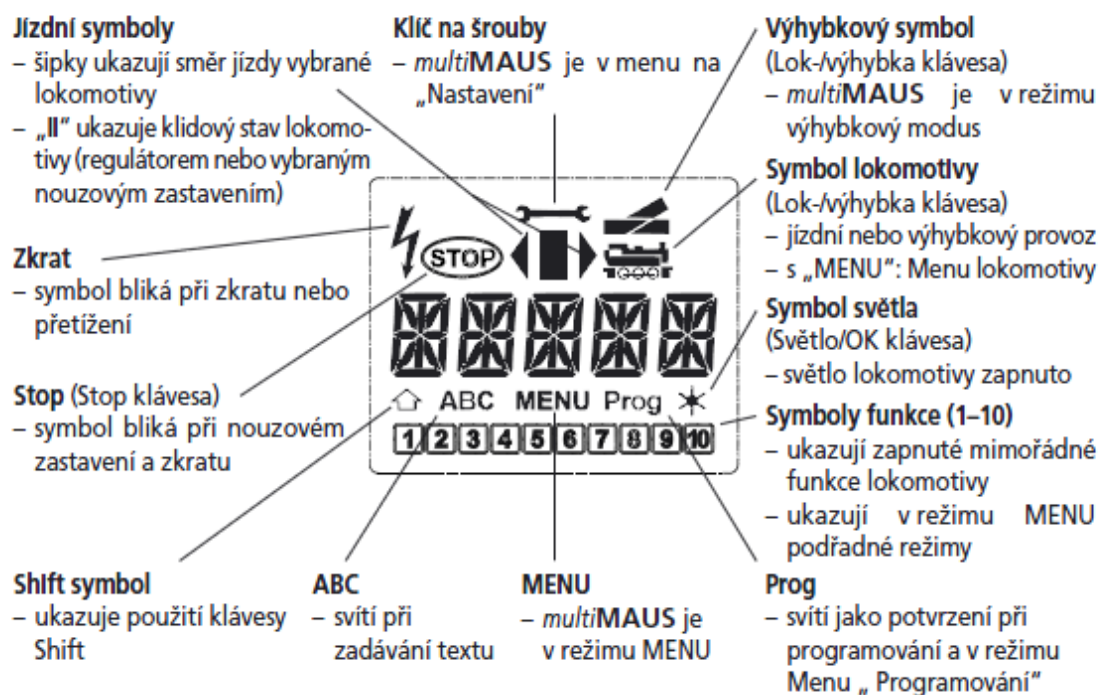 Jízdní symboly
– šipky ukazují směr jízdy vybrané
lokomotivy
– „II“ ukazuje klidový stav lokomo-
tivy (regulátorem nebo vybraným
nouzovým zastavením)
Klíč na šrouby
– multiMAUS je v menu na
„Nastavení“
Výhybkový symbol
(Lok-/výhybka klávesa)
– multiMAUS je v režimu
výhybkový modus
Symbol lokomotivy
(Lok-/výhybka klávesa)
– jízdní nebo výhybkový provoz
– s „MENU“: Menu lokomotivy
Zkrat
– symbol bliká při zkratu nebo
přetížení
Stop (Stop klávesa)
– symbol bliká při nouzovém
zastavení a zkratu
STOP
ABC MENU Prog
1 2 3 4 5 6 7 8 9 10
Symbol světla
(Světlo/OK klávesa)
– světlo lokomotivy zapnuto
Symboly funkce (1–10)
– ukazují zapnuté mimořádné
funkce lokomotivy
– ukazují v režimu MENU
podřadné režimy
Shift symbol
– ukazuje použití klávesy
Shift
ABC
– svítí při
zadávání textu
MENU
– multiMAUS je
v režimu MENU
Prog
– svítí jako potvrzení při
programování a v režimu
Menu „ Programování“